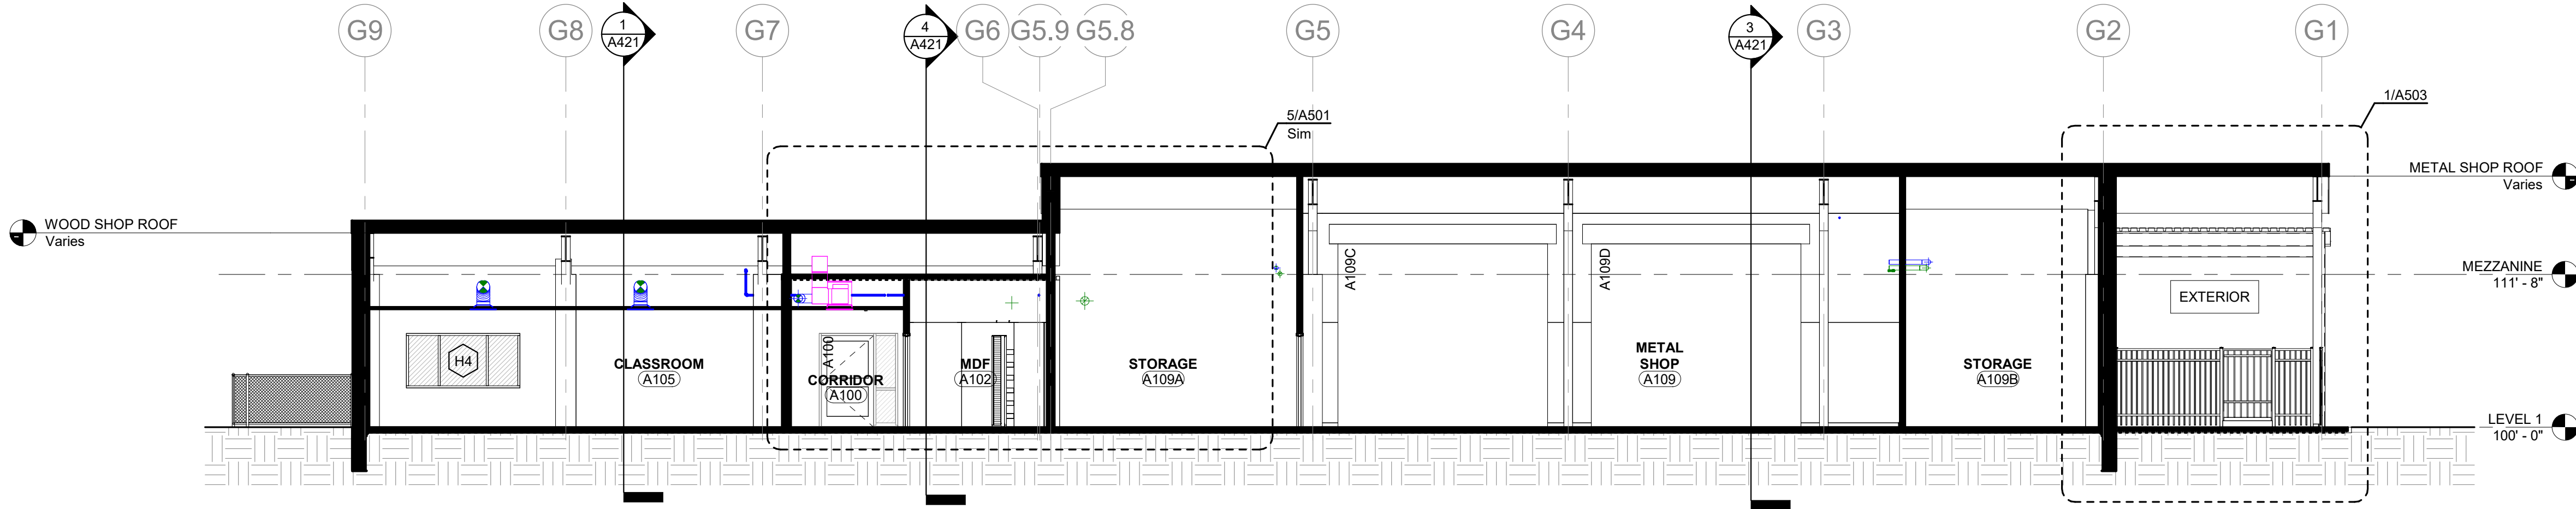 G9
G8
1
A421
G7
4
A421
G6
G5.9
G5.8
G5
G4
3
A421
G3
G2
G1
1/A503
5/A501
Sim
METAL SHOP ROOF
Varies
WOOD SHOP ROOF
Varies
MEZZANINE
111' - 8"
A109C
A109D
EXTERIOR
H4
CLASSROOM
A105
A100
CORRIDOR
A100
MDF
A102
STORAGE
A109A
METAL
SHOP
A109
STORAGE
A109B
LEVEL 1
100' - 0"